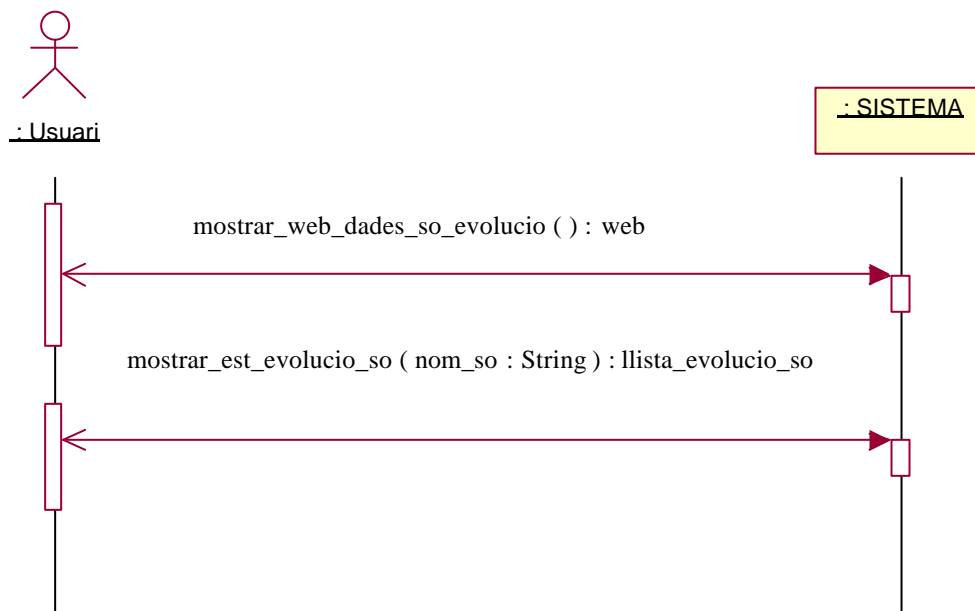 : Usuari
: SISTEMA
mostrar_web_dades_so_evolucio ( ) : web
mostrar_est_evolucio_so ( nom_so : String ) : llista_evolucio_so